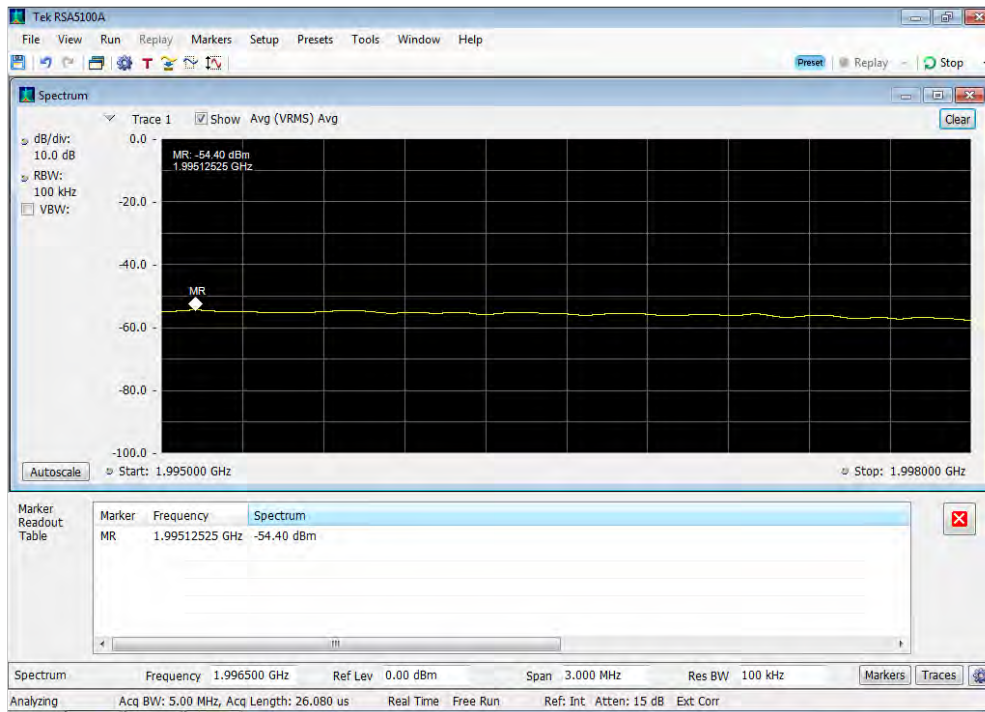 Tek RSA5100A
File View Run Replay Markers Setup Presets Tools Window Help
T Preset Replay Stop
Spectrum
Trace 1 Show Avg (VRMS) Avg Clear
dB/div:
10.0 dB
RBW:
100 kHz
VBW:
0.0
-20.0
-40.0
-60.0
-80.0
-100.0
MR: -54.40 dBm
1.99512525 GHz
MR
Autoscale Start: 1.995000 GHz Stop: 1.998000 GHz
Marker
Readout
Table
Marker Frequency Spectrum
MR 1.99512525 GHz -54.40 dBm
Spectrum Frequency 1.996500 GHz Ref Lev 0.00 dBm Span 3.000 MHz Res BW 100 kHz Markers Traces
Analyzing Acq BW: 5.00 MHz, Acq Length: 26.080 us Real Time Free Run Ref: Int Atten: 15 dB Ext Corr